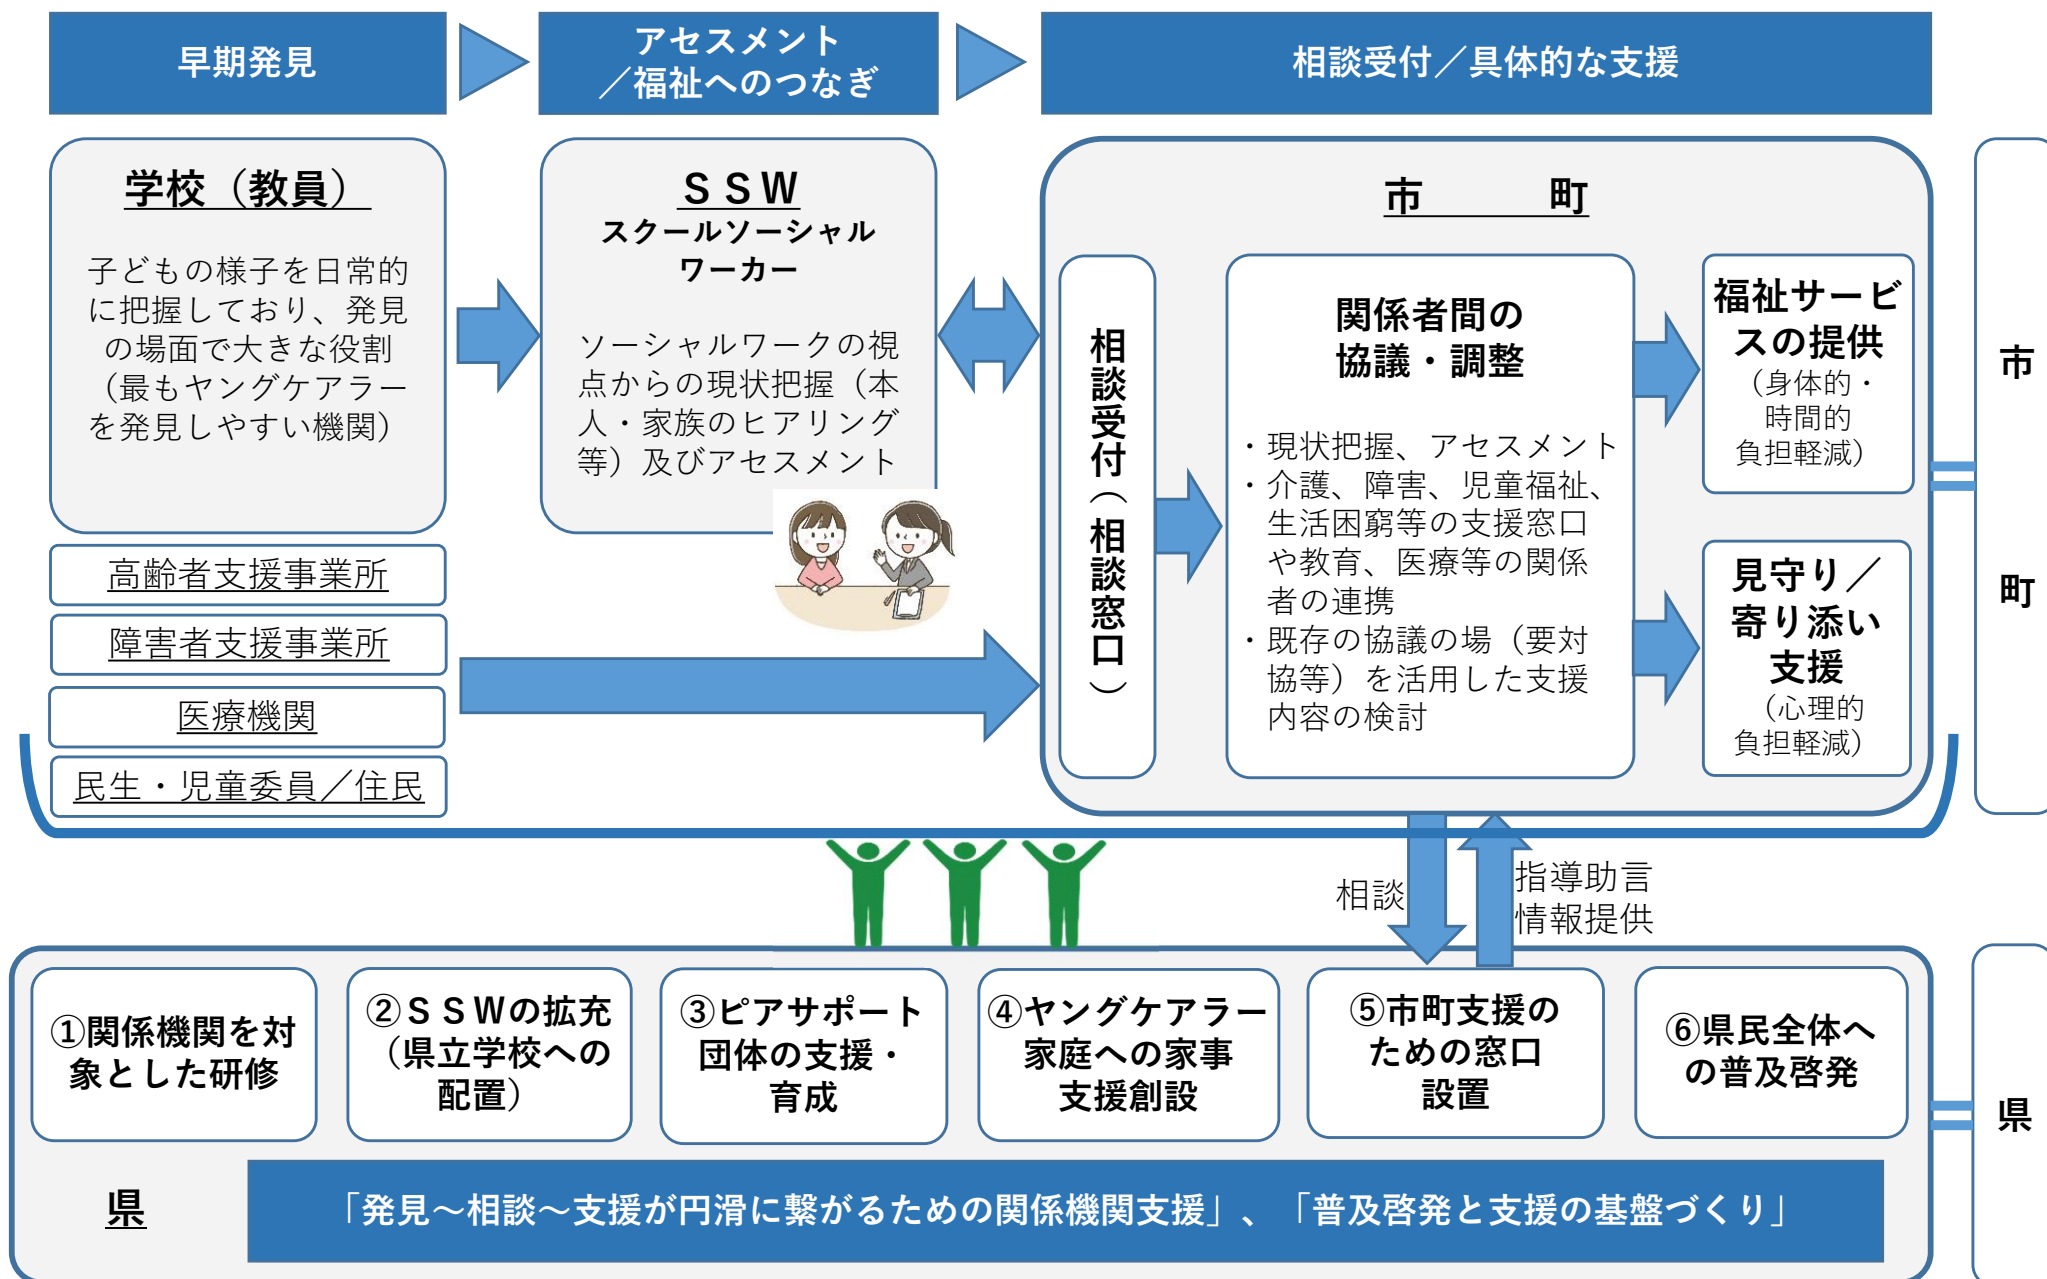 早期発見
アセスメント
／福祉へのつなぎ
相談受付／具体的な支援
学校（教員）
子どもの様子を日常的
に把握しており、発見
の場面で大きな役割
（最もヤングケアラー
を発見しやすい機関）
高齢者支援事業所
障害者支援事業所
医療機関
民生・児童委員／住民
ＳＳＷ
スクールソーシャル
ワーカー
ソーシャルワークの視
点からの現状把握（本
人・家族のヒアリング
等）及びアセスメント
市　町
相談受付（相談窓口）
関係者間の
協議・調整
・現状把握、アセスメント
・介護、障害、児童福祉、
生活困窮等の支援窓口
や教育、医療等の関係
者の連携
・既存の協議の場（要対
協等）を活用した支援
内容の検討
福祉サービ
スの提供
（身体的・
時間的
負担軽減）
見守り／
寄り添い
支援
（心理的
負担軽減）
市町
相談
指導助言
情報提供
①関係機関を対
象とした研修
②ＳＳＷの拡充
（県立学校への
配置）
③ピアサポート
団体の支援・
育成
④ヤングケアラー
家庭への家事
支援創設
⑤市町支援の
ための窓口
設置
⑥県民全体へ
の普及啓発
県
「発見～相談～支援が円滑に繋がるための関係機関支援」、「普及啓発と支援の基盤づくり」
県